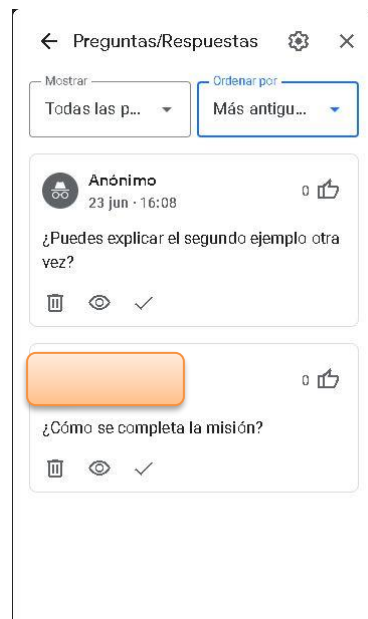 Preguntas/Respuestas
Mostrar
Ordenar por
Todas las p...
Más antigu...
Anónimo
23 jun · 16:08
0
¿Puedes explicar el segundo ejemplo otra
vez?
0
¿Cómo se completa la misión?